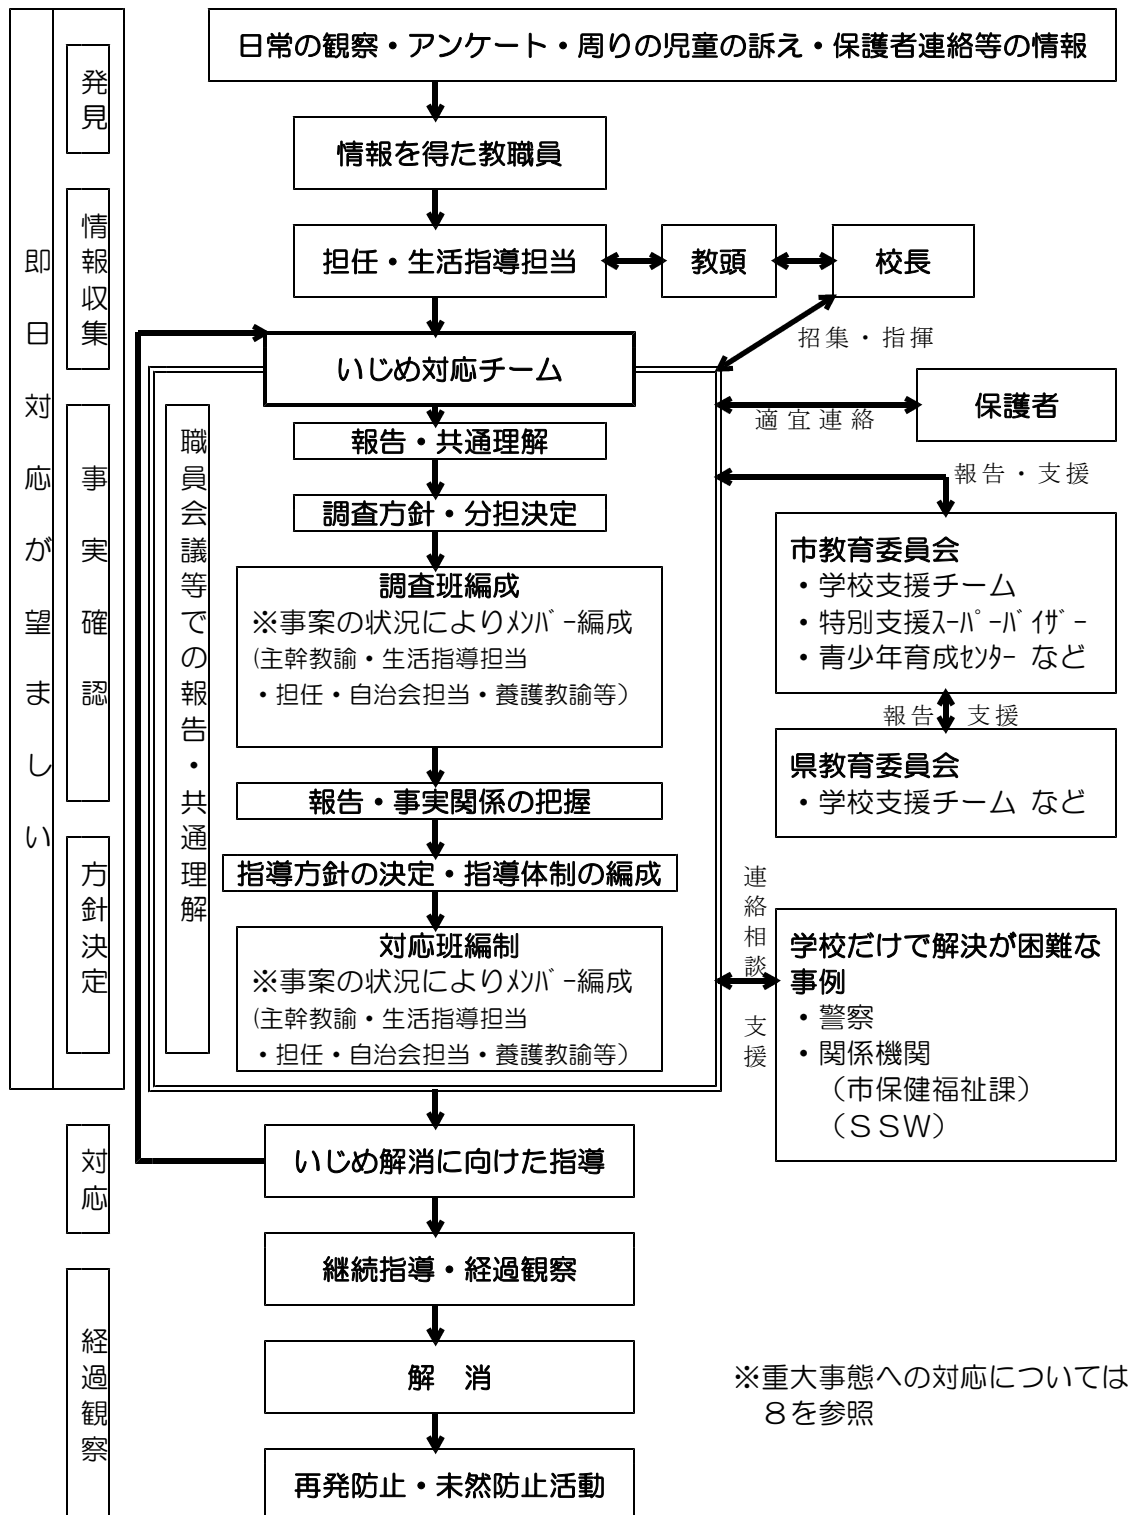 日常の観察・アンケート・周りの児童の訴え・保護者連絡等の情報
発見
情報を得た教職員
情報収集
即日対応が望ましい
担任・生活指導担当
教頭
校長
招集・指揮
いじめ対応チーム
保護者
適宜連絡
職員会議等での報告・共通理解
事実確認
報告・共通理解
報告・支援
調査方針・分担決定
市教育委員会
・学校支援チーム
・特別支援ｽｰﾊﾟｰﾊﾞｲｻﾞｰ
・青少年育成ｾﾝﾀｰ など
調査班編成
※事案の状況によりﾒﾝﾊﾞｰ編成
(主幹教諭・生活指導担当
・担任・自治会担当・養護教諭等）
報告 支援
県教育委員会
・学校支援チーム など
報告・事実関係の把握
方針決定
指導方針の決定・指導体制の編成
連絡相談 支援
対応班編制
※事案の状況によりﾒﾝﾊﾞｰ編成
(主幹教諭・生活指導担当
・担任・自治会担当・養護教諭等）
学校だけで解決が困難な
事例
・警察
・関係機関
（市保健福祉課）
（ＳＳＷ）
対応
いじめ解消に向けた指導
継続指導・経過観察
経過観察
解　消
※重大事態への対応については
８を参照
再発防止・未然防止活動